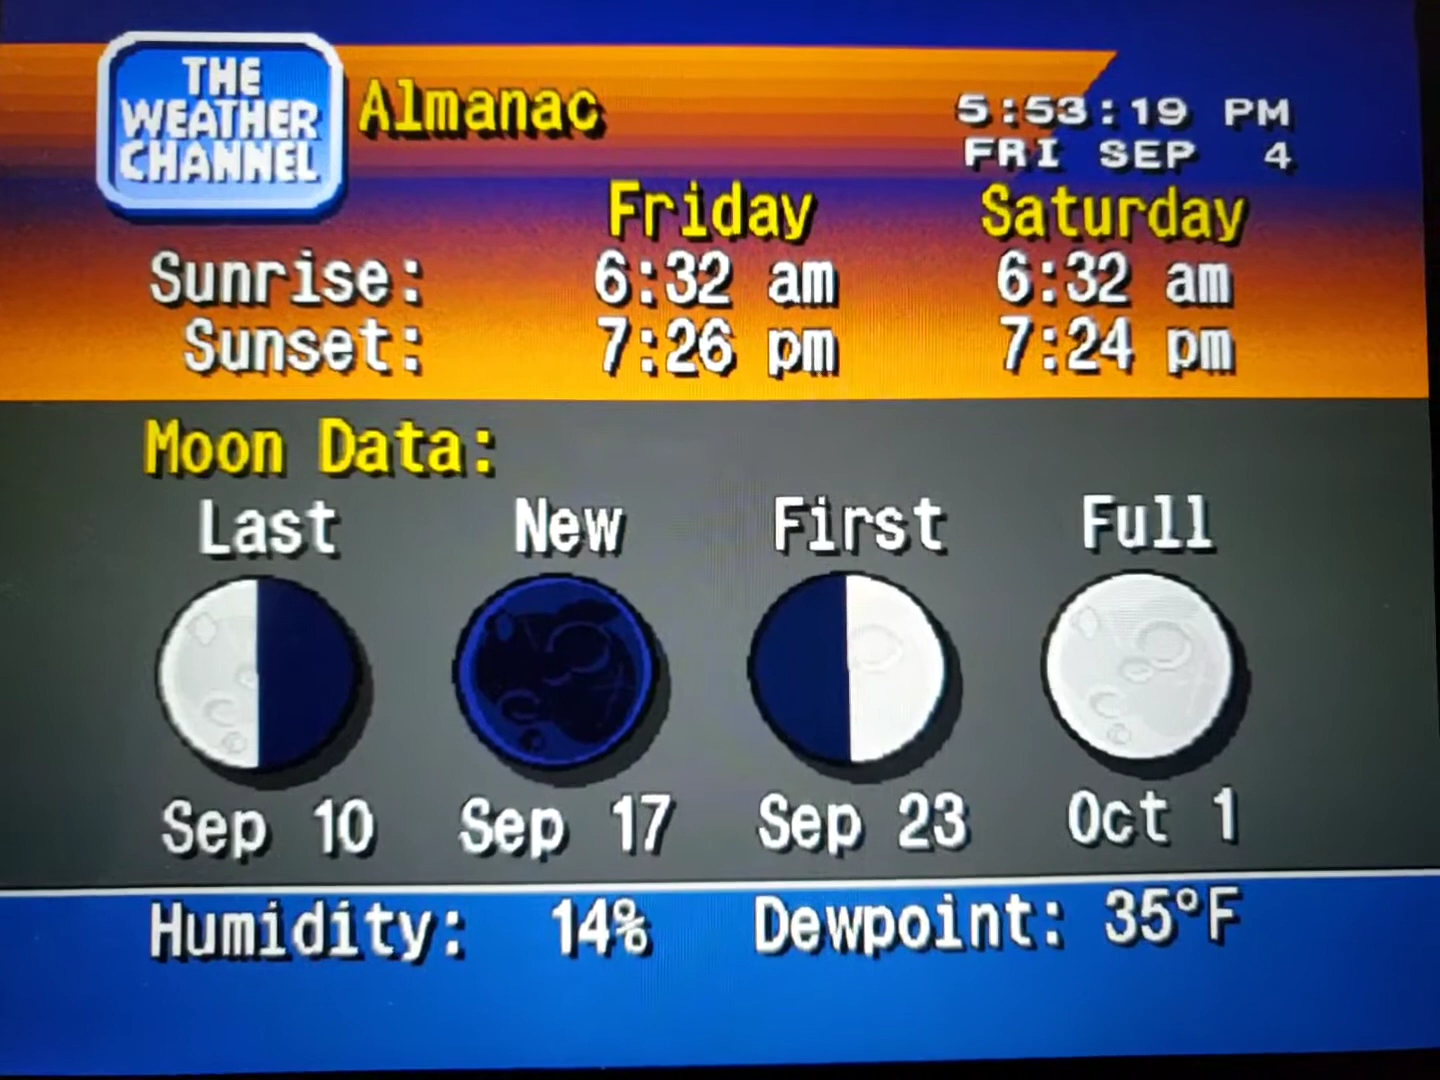 THE
WEATHER
CHANNEL
Almanac
5:53:19 PM
FRI SEP 4
Friday Saturday
Sunrise: 6:32 am 6:32 am
Sunset: 7:26 pm 7:24 pm
Moon Data:
Last New First Full
Sep 10 Sep 17 Sep 23 Oct 1
Humidity: 14% Dewpoint: 35°F